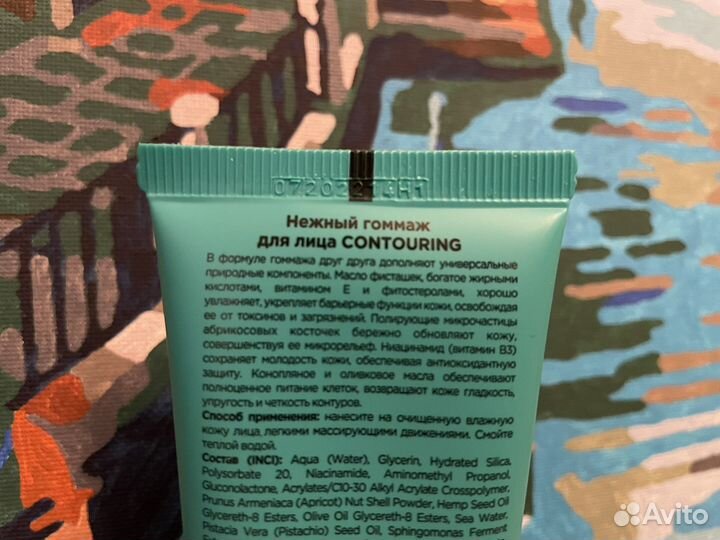 Нежный гоммаж
для лица CONTOURING
В формуле гоммажа друг друга дополняют универсальные
природные компоненты. Масло фисташек, богатое жирными
кислотами, витамином Е и фитостеролами, хорошо
увлажняет, укрепляет барьерные функции кожи, освобождая
ее от токсинов и загрязнений. Полирующие микрочастицы
абрикосовых косточек бережно обновляют кожу,
совершенствуя ее микрорельеф. Ниацинамид (витамин В3)
сохраняет молодость кожи, обеспечивая антиоксидантную
защиту. Конопляное и оливковое масла обеспечивают
полноценное питание клеток, возвращают коже гладкость,
упругость и четкость контуров.
Способ применения: нанесите на очищенную влажную
кожу лица легкими массирующими движениями. Смойте
теплой водой.
Состав (INCI): Aqua (Water), Glycerin, Hydrated Silica,
Polysorbate 20, Niacinamide, Aminomethyl Propanol,
Gluconolactone, Acrylates/C10-30 Alkyl Acrylate Crosspolymer,
Prunus Armeniaca (Apricot) Nut Shell Powder, Hemp Seed Oil
Glycereth-8 Esters, Olive Oil Glycereth-8 Esters, Sea Water,
Pistacia Vera (Pistachio) Seed Oil, Sphingomonas Ferment
Avito